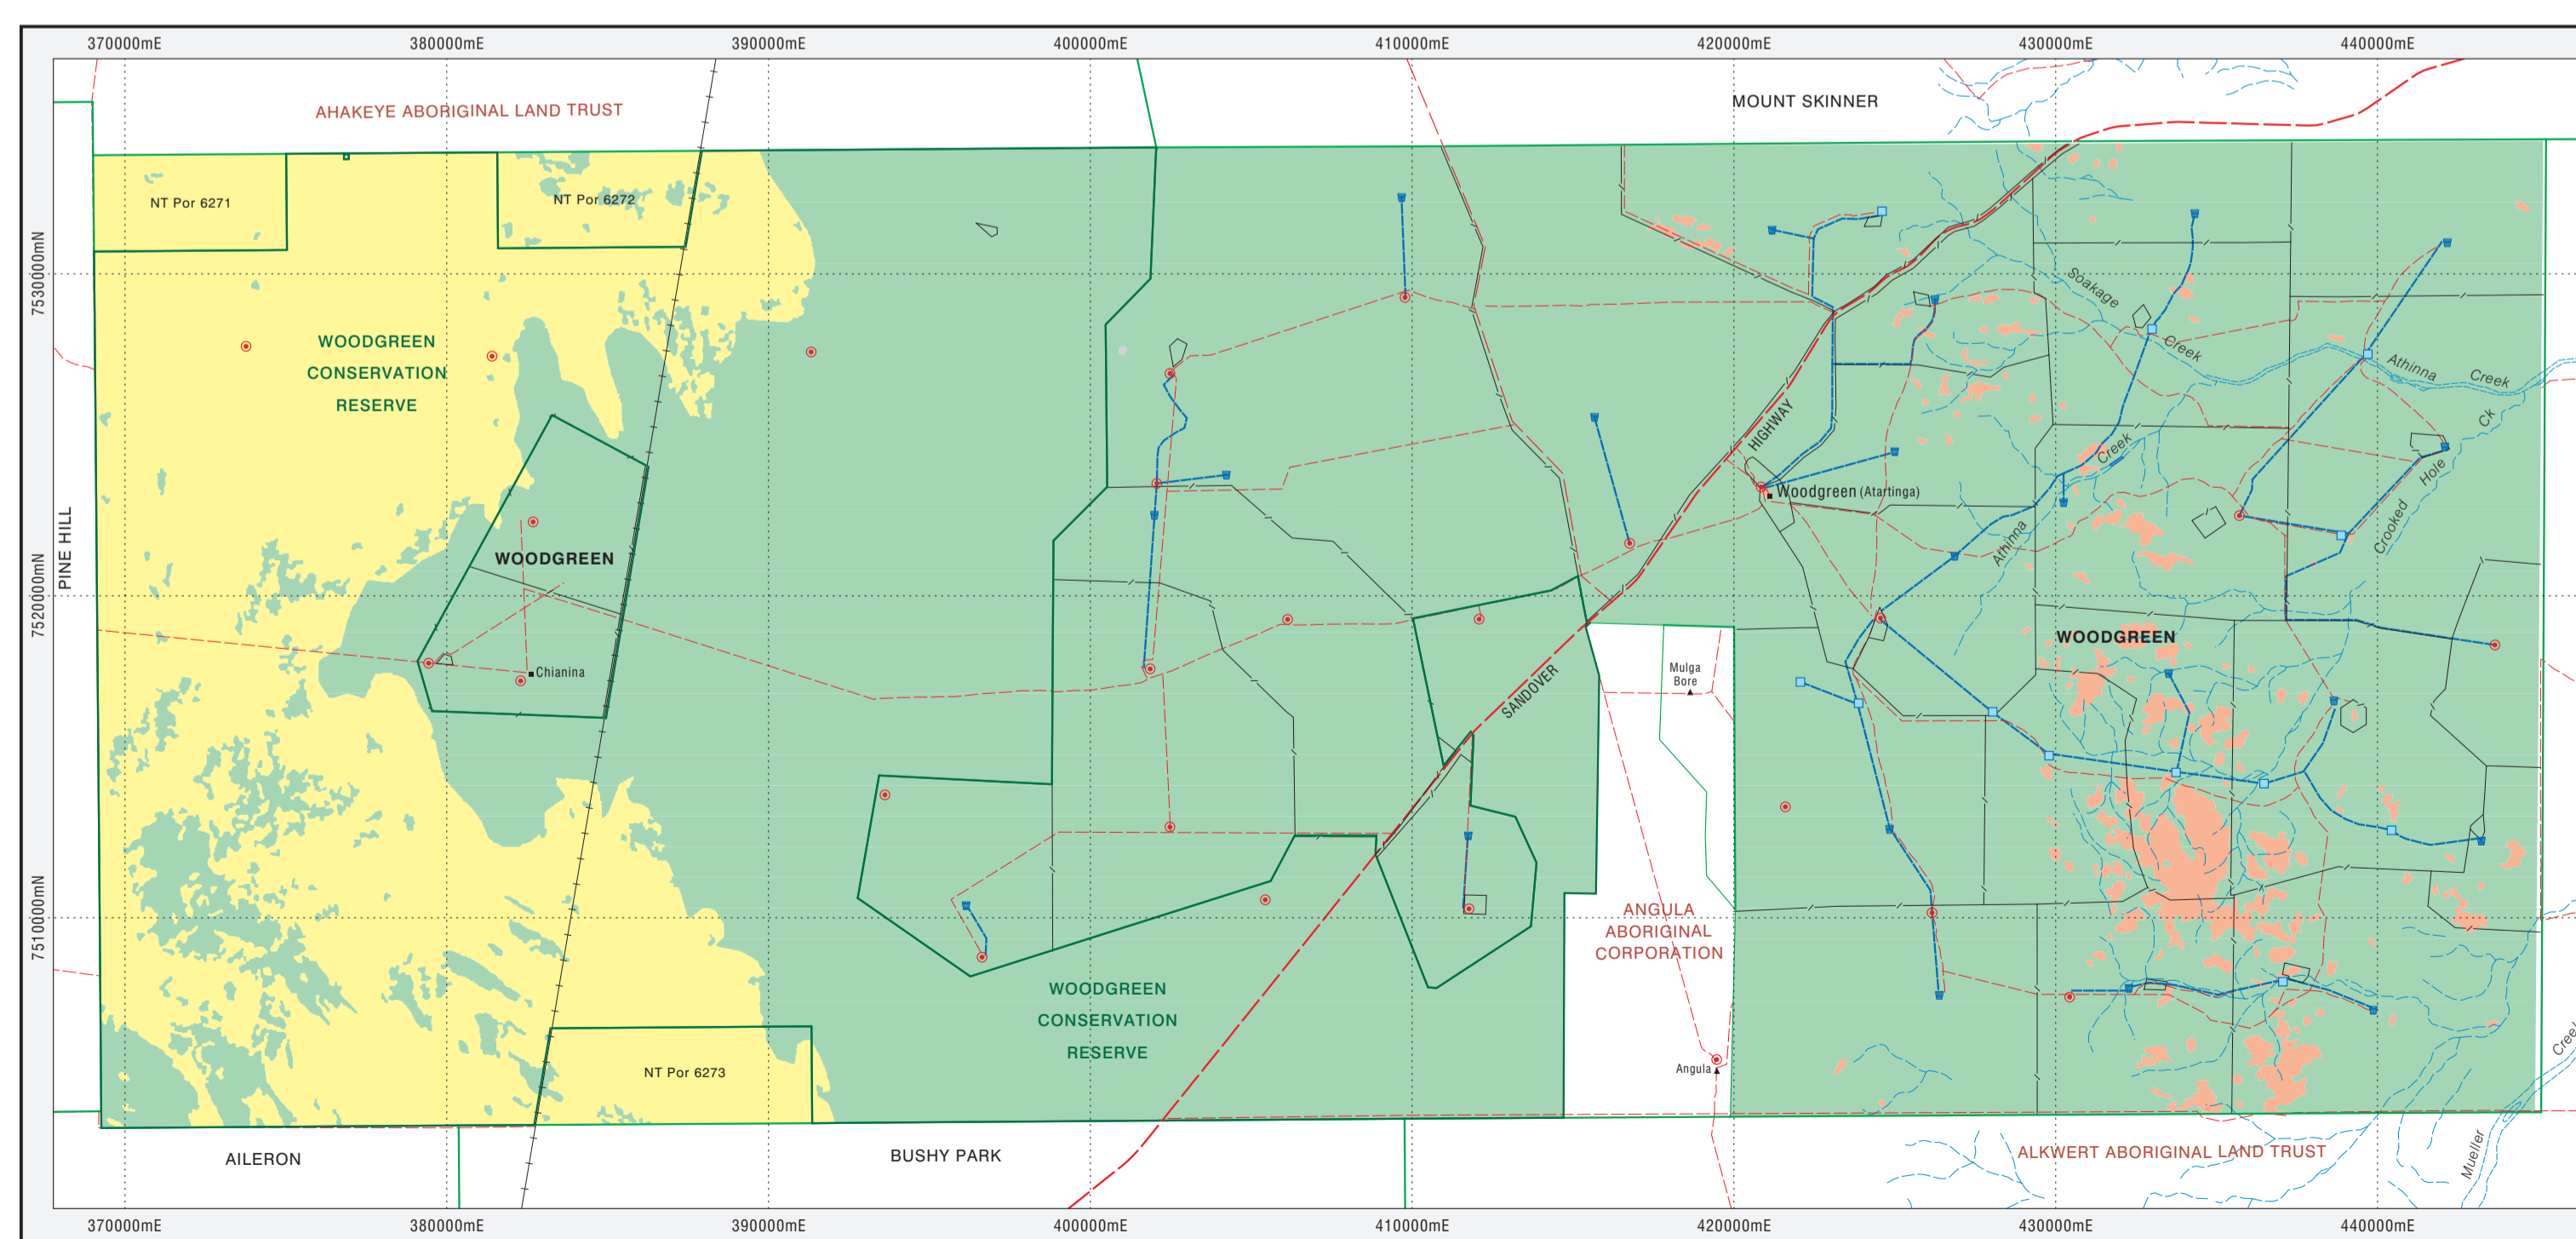 370000mE 380000mE 390000mE 400000mE 410000mE 420000mE 430000mE 440000mE
AHAKEYE ABORIGINAL LAND TRUST
MOUNT SKINNER
NT Por 6271
NT Por 6272
7530000mN
Soakage
Creek
Athinna
Creek
WOODGREEN
CONSERVATION
RESERVE
HIGHWAY
Ck
Hole
Crooked
Creek
Athinna
Woodgreen (Atartinga)
PINE HILL
WOODGREEN
7520000mN
Chianina
WOODGREEN
Mulga
Bore
SANDOVER
7510000mN
ANGULA
ABORIGINAL
CORPORATION
WOODGREEN
CONSERVATION
RESERVE
NT Por 6273
Angula
AILERON
BUSHY PARK
ALKWERT ABORIGINAL LAND TRUST
Mueller
370000mE 380000mE 390000mE 400000mE 410000mE 420000mE 430000mE 440000mE